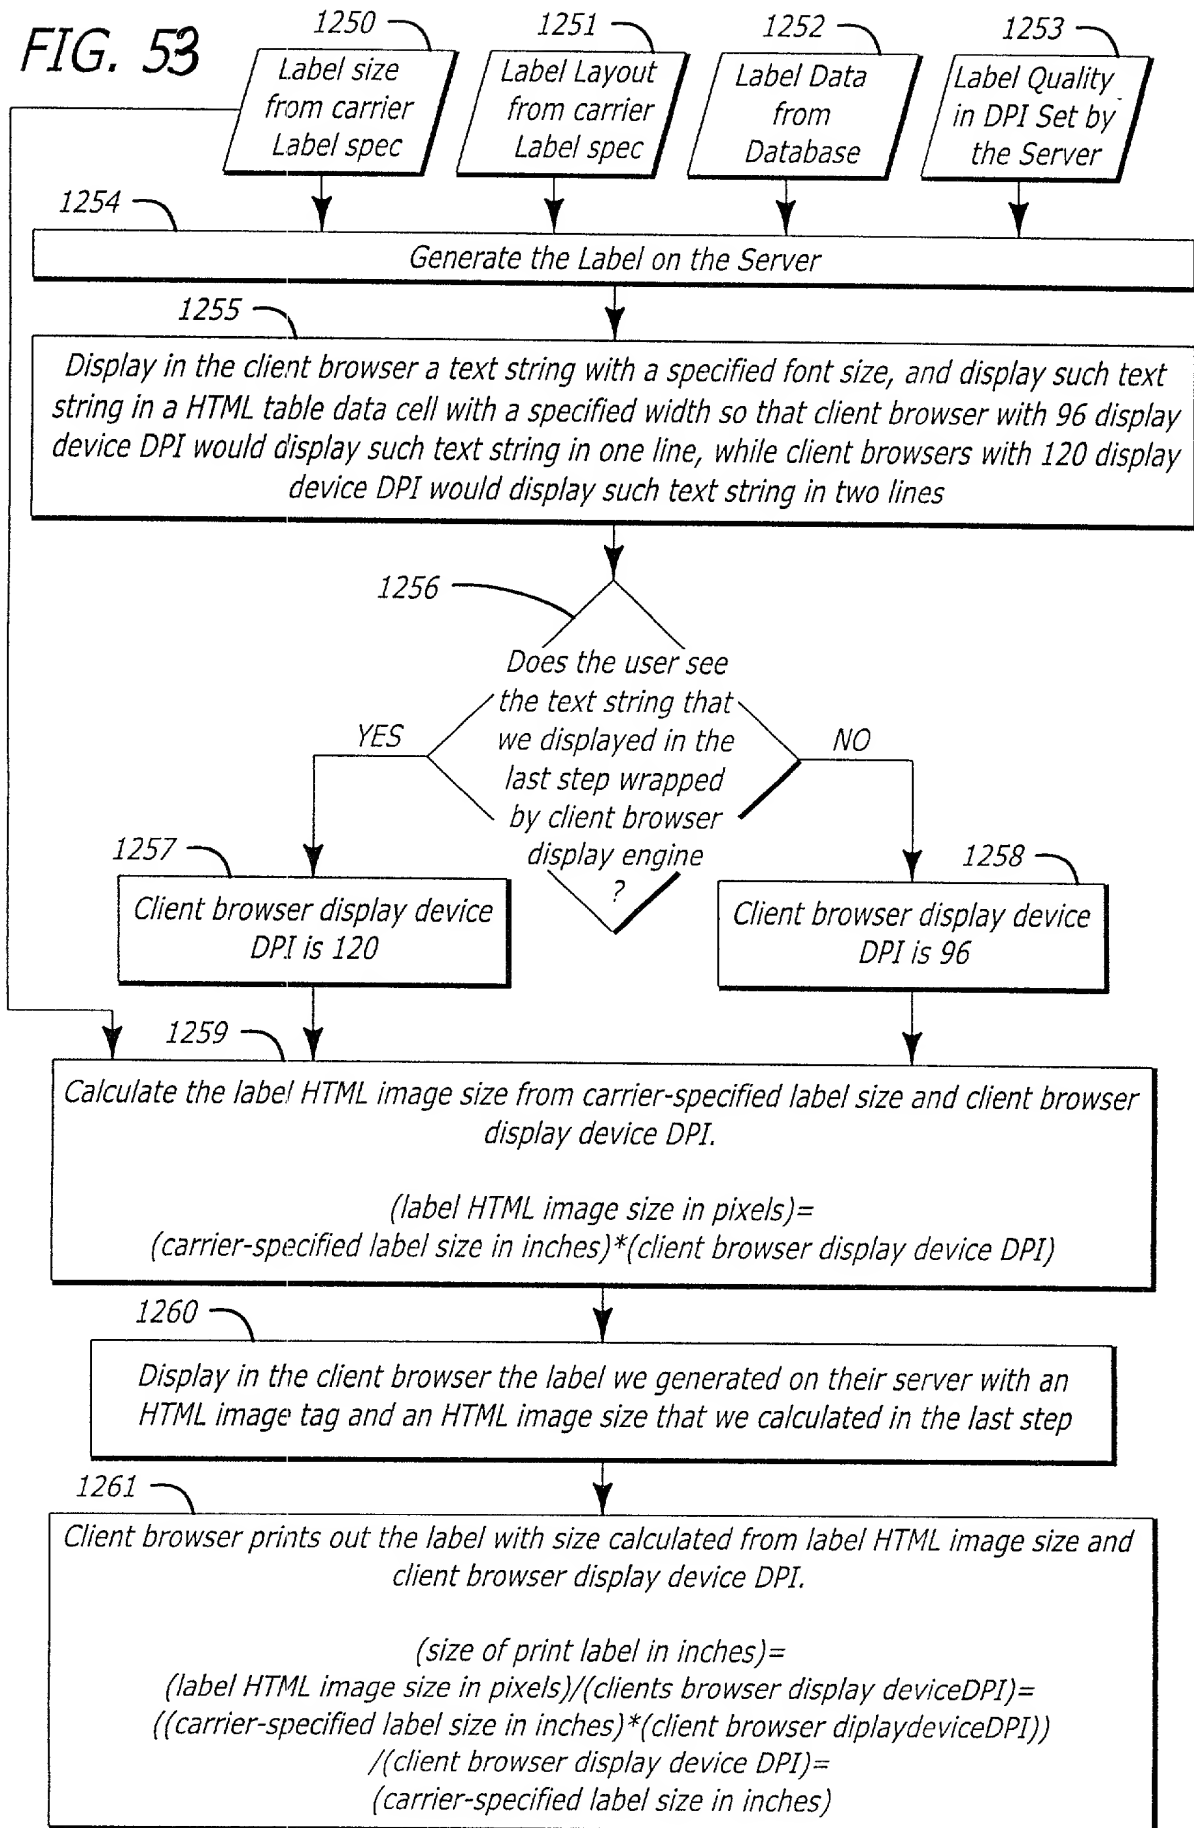 FIG. 53
1250
1251
1252
1253
Label size
from carrier
Label spec
Label Layout
from carrier
Label spec
Label Data
from
Database
Label Quality
in DPI Set by
the Server
1254
Generate the Label on the Server
1255
Display in the client browser a text string with a specified font size, and display such text
string in a HTML table data cell with a specified width so that client browser with 96 display
device DPI would display such text string in one line, while client browsers with 120 display
device DPI would display such text string in two lines
1256
Does the user see
the text string that
we displayed in the
last step wrapped
by client browser
display engine
?
YES
NO
1257
Client browser display device
DPI is 120
1258
Client browser display device
DPI is 96
1259
Calculate the label HTML image size from carrier-specified label size and client browser
display device DPI.
(label HTML image size in pixels)=
(carrier-specified label size in inches)*(client browser display device DPI)
1260
Display in the client browser the label we generated on their server with an
HTML image tag and an HTML image size that we calculated in the last step
1261
Client browser prints out the label with size calculated from label HTML image size and
client browser display device DPI.
(size of print label in inches)=
(label HTML image size in pixels)/(clients browser display deviceDPI)=
((carrier-specified label size in inches)*(client browser diplaydeviceDPI))
/(client browser display device DPI)=
(carrier-specified label size in inches)